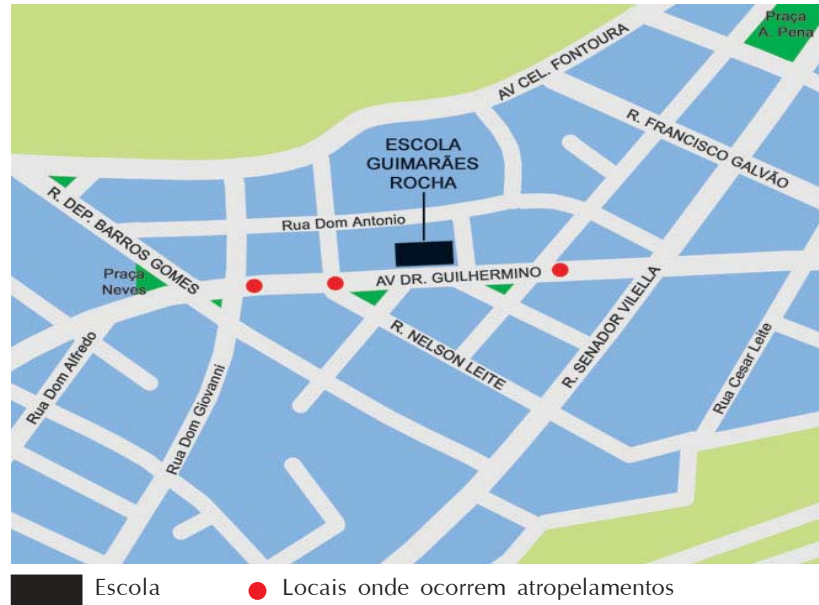 Praça
A. Pena
AV CEL. FONTOURA
R. FRANCISCO GALVÃO
ESCOLA
GUIMARÃES
ROCHA
R. DEP. BARROS GOMES
Rua Dom Antonio
Praça
Neves
AV DR. GUILHERMINO
R. NELSON LEITE
R. SENADOR VILELLA
Rua Cesar Leite
Rua Dom Alfredo
Rua Dom Giovanni
Escola
Locais onde ocorrem atropelamentos